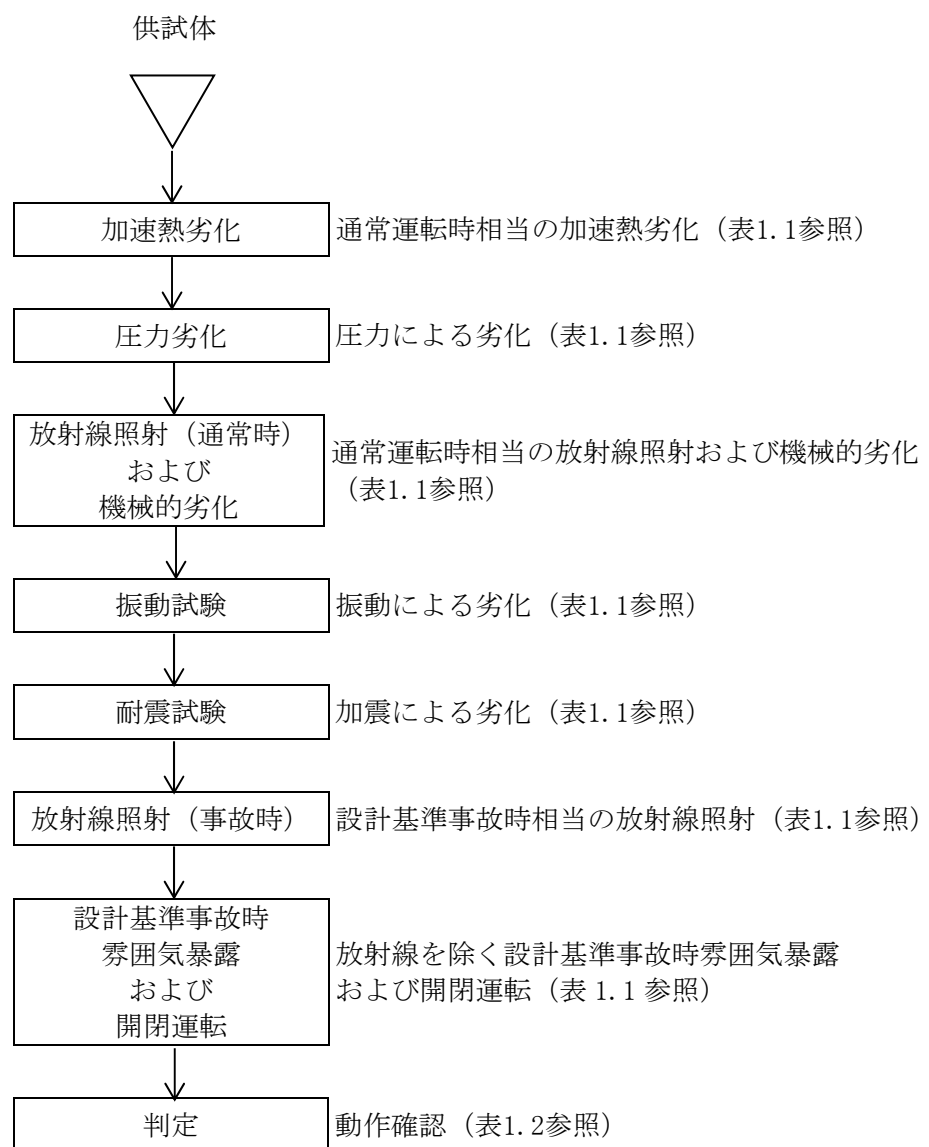 供試体
加速熱劣化
通常運転時相当の加速熱劣化（表1.1参照）
圧力劣化
圧力による劣化（表1.1参照）
放射線照射（通常時）
および
機械的劣化
通常運転時相当の放射線照射および機械的劣化
（表1.1参照）
振動試験
振動による劣化（表1.1参照）
耐震試験
加震による劣化（表1.1参照）
放射線照射（事故時）
設計基準事故時相当の放射線照射（表1.1参照）
設計基準事故時
雰囲気暴露
および
開閉運転
放射線を除く設計基準事故時雰囲気暴露
および開閉運転（表 1.1 参照）
判定
動作確認（表1.2参照）